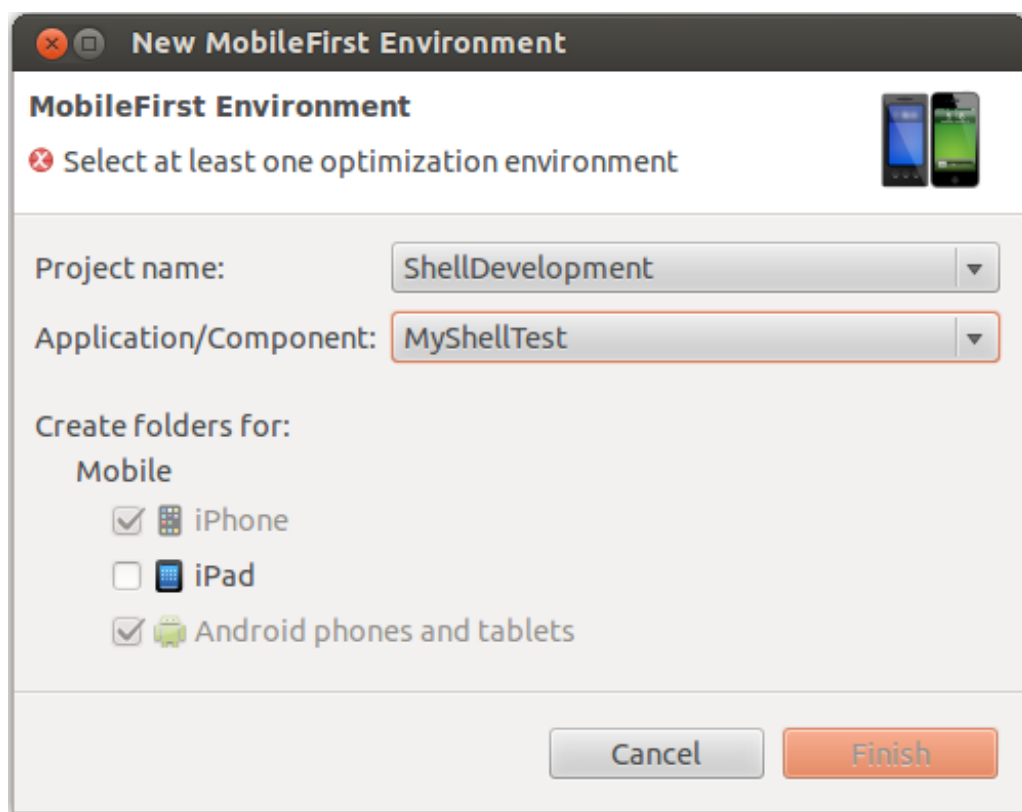 New MobileFirst Environment
MobileFirst Environment
Select at least one optimization environment
Project name: ShellDevelopment
Application/Component: MyShellTest
Create folders for:
Mobile
iPhone
iPad
Android phones and tablets
Cancel Finish